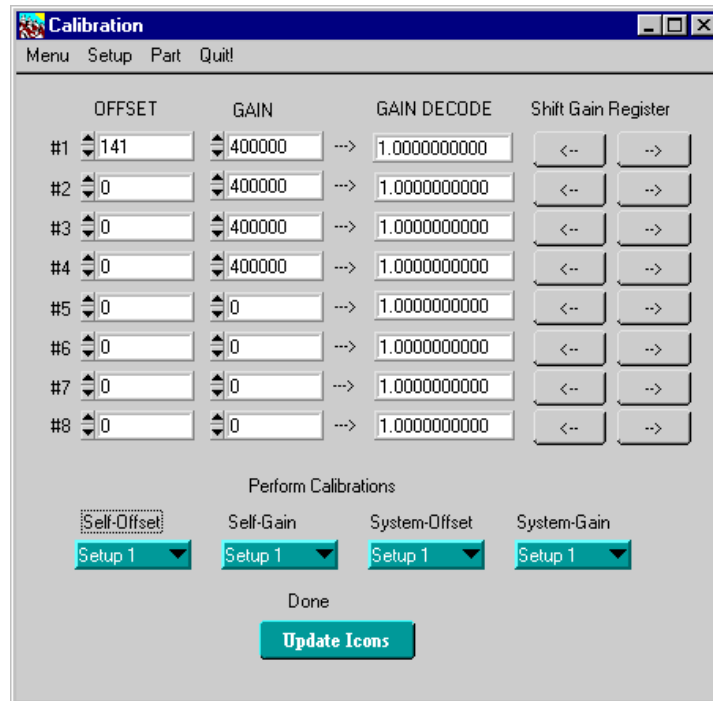 Calibration
Menu Setup Part Quit!
OFFSET GAIN GAIN DECODE Shift Gain Register
#1 141 400000 ---> 1.0000000000 <-- -->
#2 0 400000 ---> 1.0000000000 <-- -->
#3 0 400000 ---> 1.0000000000 <-- -->
#4 0 400000 ---> 1.0000000000 <-- -->
#5 0 0 ---> 1.0000000000 <-- -->
#6 0 0 ---> 1.0000000000 <-- -->
#7 0 0 ---> 1.0000000000 <-- -->
#8 0 0 ---> 1.0000000000 <-- -->
Perform Calibrations
Self-Offset Self-Gain System-Offset System-Gain
Setup 1 Setup 1 Setup 1 Setup 1
Done
Update Icons